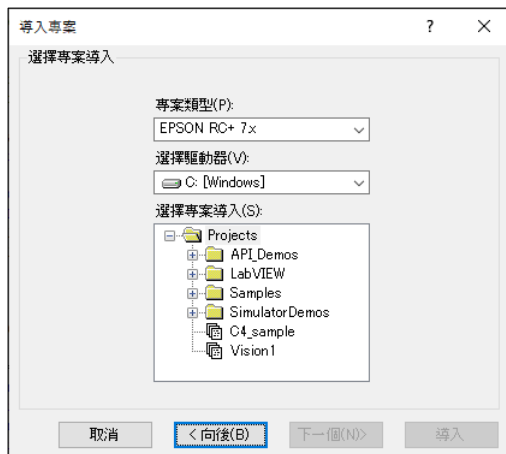 導入專案
選擇專案導入
專案類型(P):
EPSON RC+ 7.x
選擇驅動器(V):
C: [Windows]
選擇專案導入(S):
Projects
API_Demos
LabVIEW
Samples
SimulatorDemos
C4_sample
Vision1
取消 < 向後(B) 下一個(N)> 導入